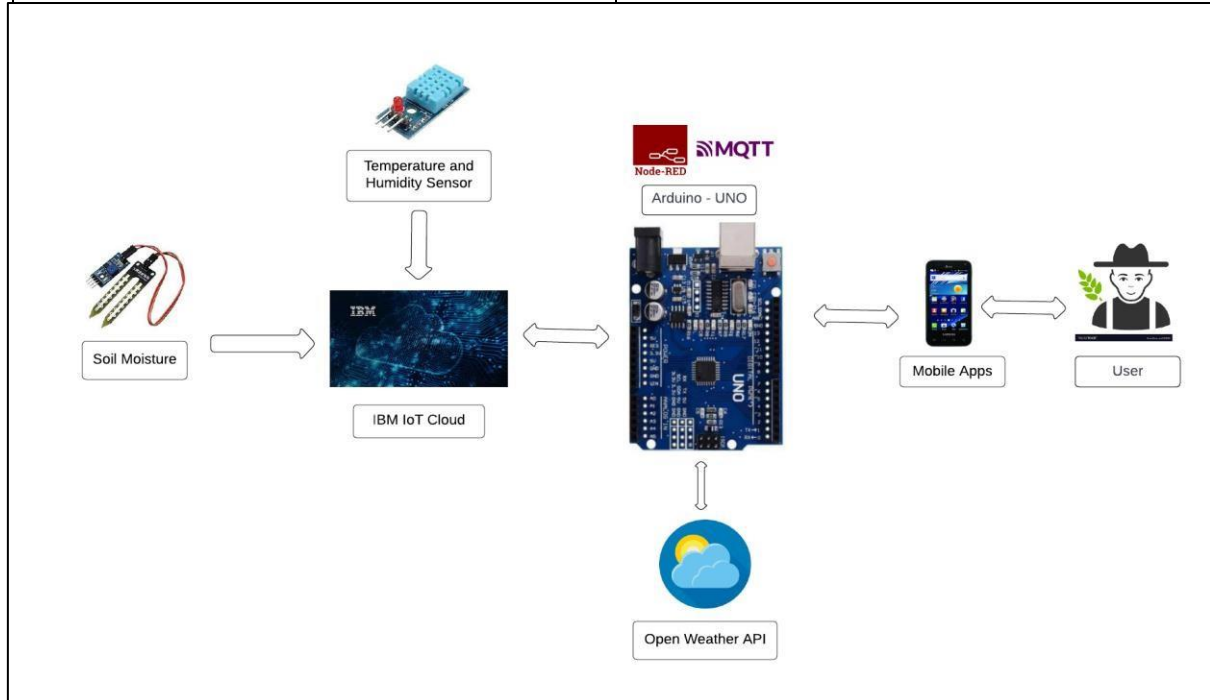 Temperature and
Humidity Sensor
Node-RED
MQTT
Arduino - UNO
IBM
Soil Moisture
IBM IoT Cloud
UNO
Mobile Apps
User
Open Weather API